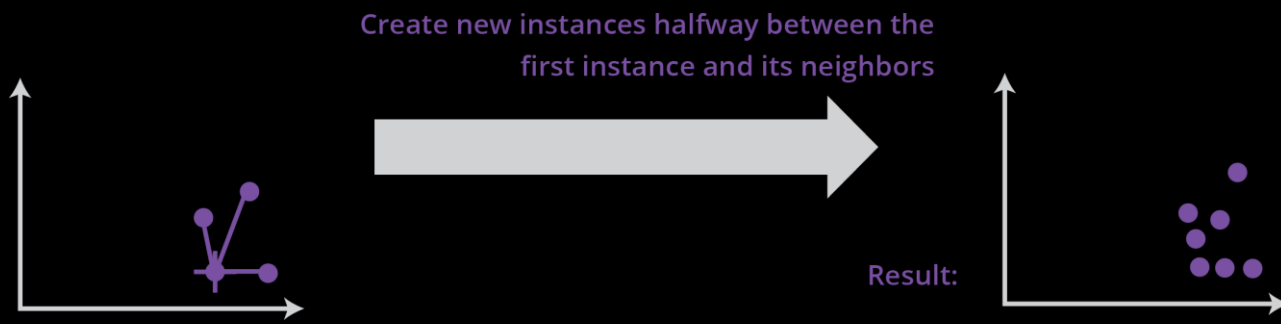 Create new instances halfway between the
first instance and its neighbors
Result: